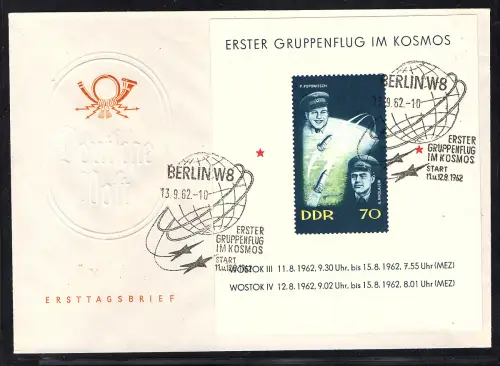 ERSTER GRUPPENFLUG IM KOSMOS
P. POPOWITSCH
BERLIN W8
13.9.62.-10
ERSTER
GRUPPENFLUG
IM KOSMOS
START
11.u.12.8.1962
DDR 70
Deutsche
Post
BERLIN W8
13.9.62.-10
ERSTER
GRUPPENFLUG
IM KOSMOS
START
11.u.12.8.1962
WOSTOK III 11.8.1962, 9.30 Uhr, bis 15.8.1962, 7.55 Uhr (MEZ)
WOSTOK IV 12.8.1962, 9.02 Uhr, bis 15.8.1962, 8.01 Uhr (MEZ)
ERSTTAGSBRIEF